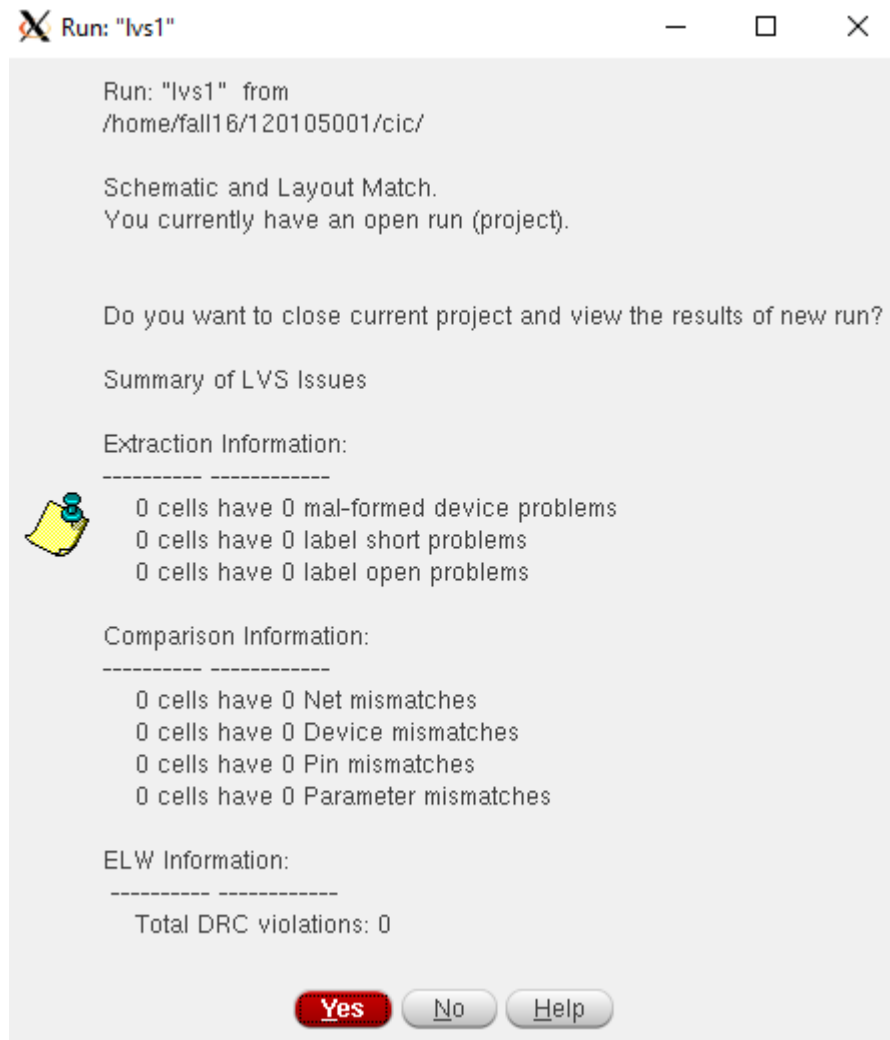 Run: "lvs1"
Run: "lvs1"  from
/home/fall16/120105001/cic/
Schematic and Layout Match.
You currently have an open run (project).
Do you want to close current project and view the results of new run?
Summary of LVS Issues
Extraction Information:
---------- ------------
0 cells have 0 mal-formed device problems
0 cells have 0 label short problems
0 cells have 0 label open problems
Comparison Information:
---------- ------------
0 cells have 0 Net mismatches
0 cells have 0 Device mismatches
0 cells have 0 Pin mismatches
0 cells have 0 Parameter mismatches
ELW Information:
---------- ------------
Total DRC violations: 0
Yes No Help